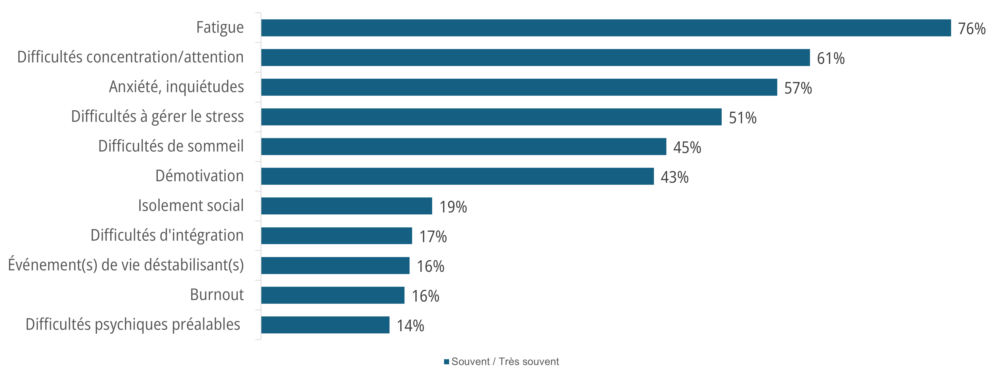 Fatigue 76%
Difficultés concentration/attention 61%
Anxiété, inquiétudes 57%
Difficultés à gérer le stress 51%
Difficultés de sommeil 45%
Démotivation 43%
Isolement social 19%
Difficultés d'intégration 17%
Événement(s) de vie déstabilisant(s) 16%
Burnout 16%
Difficultés psychiques préalables 14%
Souvent / Très souvent